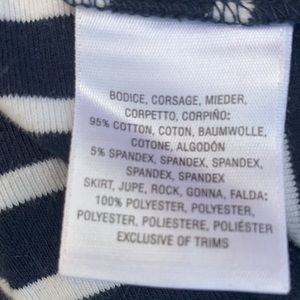 BODICE, CORSAGE, MIEDER,
CORPETTO, CORPIÑO:
95% COTTON, COTON, BAUMWOLLE,
COTONE, ALGODÓN
5% SPANDEX, SPANDEX, SPANDEX,
SPANDEX, SPANDEX
SKIRT, JUPE, ROCK, GONNA, FALDA:
100% POLYESTER, POLYESTER,
POLYESTER, POLIESTERE, POLIÉSTER
EXCLUSIVE OF TRIMS